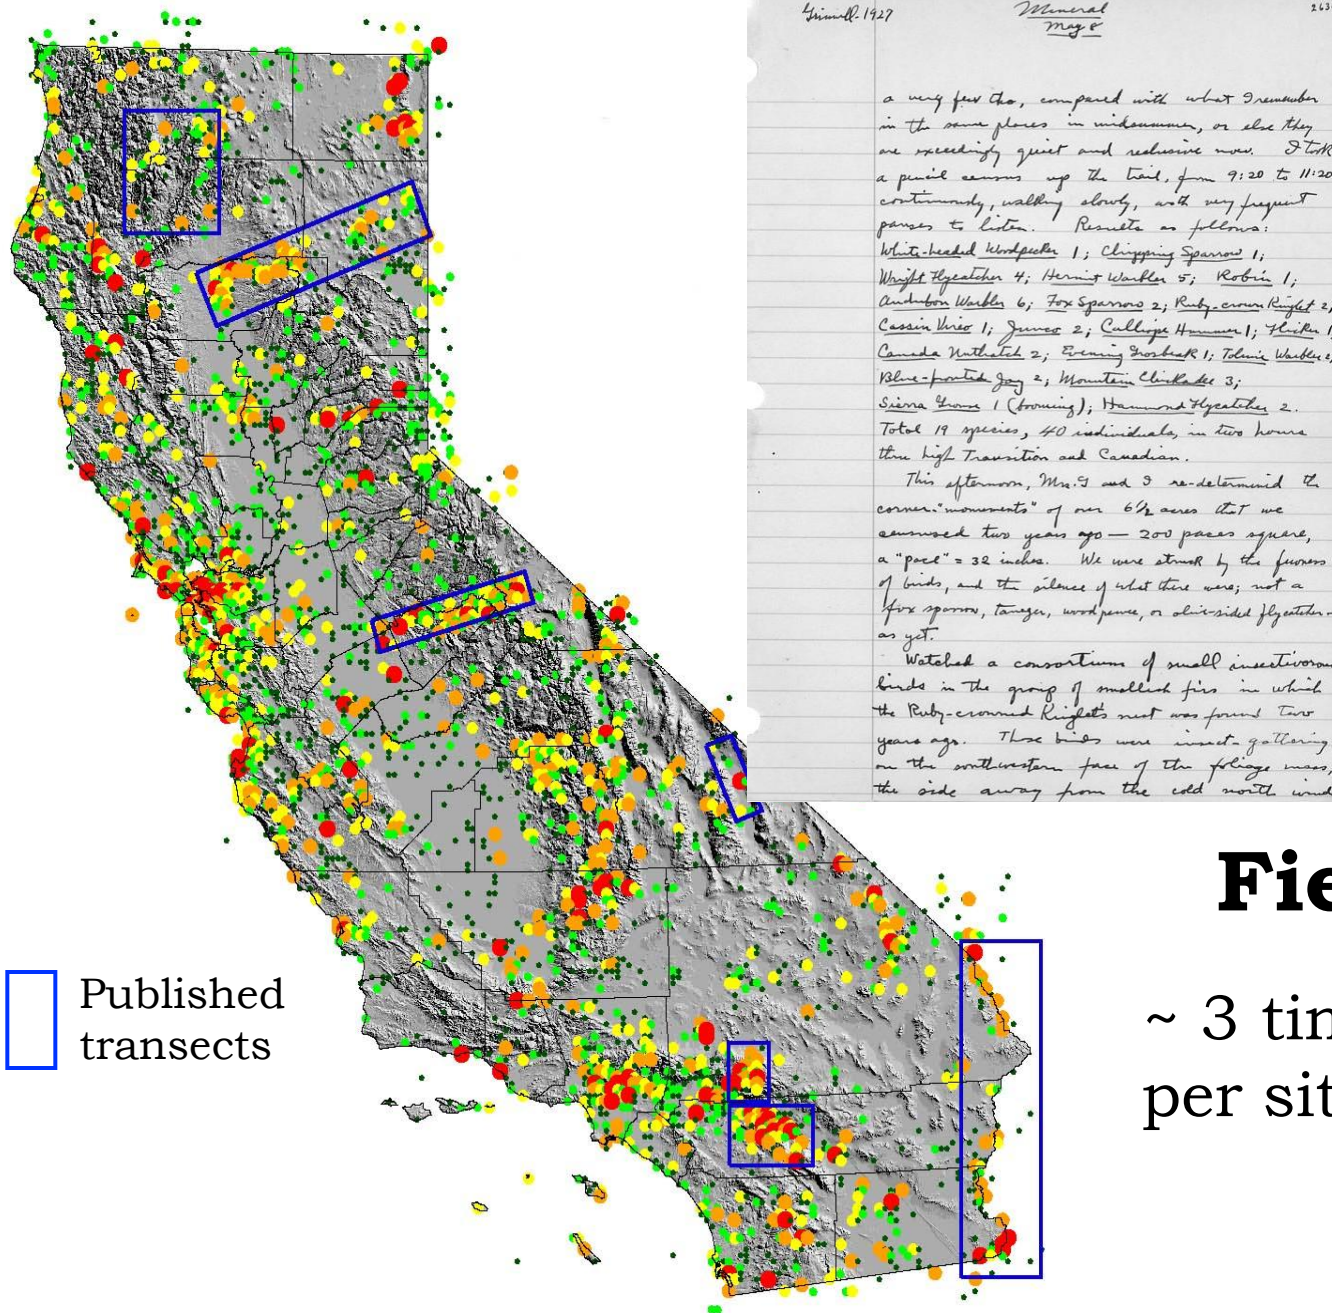 Grinnell-1927
Mineral
May 8
a very few tho, compared with what I remember
in the same places in midsummer, or else they
are exceedingly quiet and reclusive now. I took
a pencil census up the trail, from 9:20 to 11:20
continuously, walking slowly, with very frequent
pauses to listen. Results as follows:
White-headed Woodpecker 1; Chipping Sparrow 1;
Wright Flycatcher 4; Hermit Warbler 5; Robin 1;
Audubon Warbler 6; Fox Sparrow 2; Ruby-crown Kinglet 2;
Cassin Vireo 1; Junco 2; Calliope Hummer 1; Flicker 1
Canada Nuthatch 2; Evening Grosbeak 1; Tolmie Warbler 2;
Blue-fronted Jay 2; Mountain Chickadee 3;
Sierra Grouse 1 (booming); Hammond Flycatcher 2.
Total 19 species, 40 individuals, in two hours
thru high Transition and Canadian.
This afternoon, Mrs. G and I re-determined the
corner-"monuments" of our 6½ acres that we
censused two years ago — 200 paces square,
a "pace" = 32 inches. We were struck by the fewness
of birds, and the silence of what there were; not a
fox sparrow, tanager, wood pewee, or olive-sided flycatcher-
as yet.
Watched a consortium of small insectivorous
birds in the group of smallish firs in which
the Ruby-crowned Kinglet's nest was found two
years ago. These birds were insect-gathering
on the southwestern face of the foliage mass,
the side away from the cold north wind
Fie
~ 3 tin
per sit
Published
transects